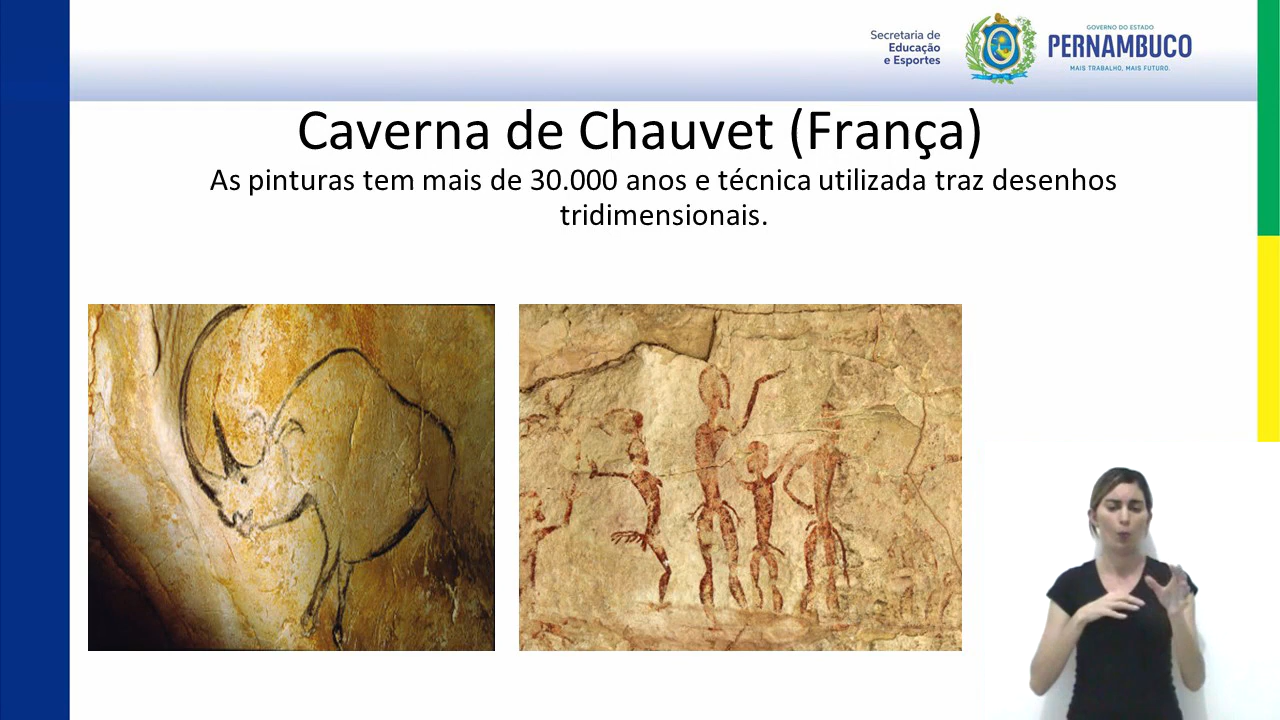 Secretaria de
Educação
e Esportes
GOVERNO DO ESTADO
PERNAMBUCO
MAIS TRABALHO, MAIS FUTURO.
Caverna de Chauvet (França)
As pinturas tem mais de 30.000 anos e técnica utilizada traz desenhos
tridimensionais.